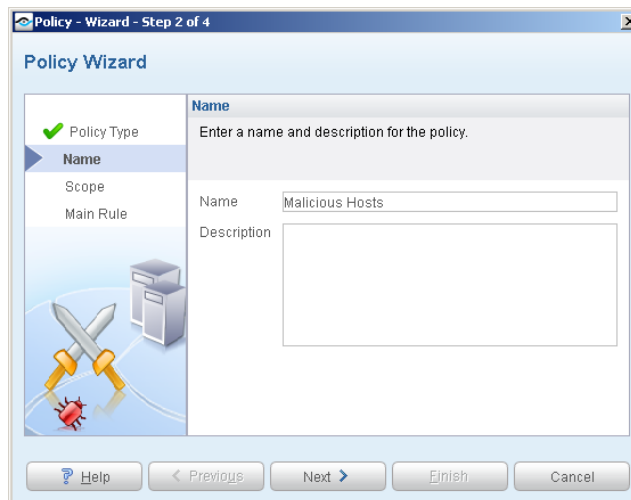 Policy - Wizard - Step 2 of 4
Policy Wizard
Policy Type
Name
Scope
Main Rule
Name
Enter a name and description for the policy.
Name
Malicious Hosts
Description
Help
Previous
Next
Finish
Cancel